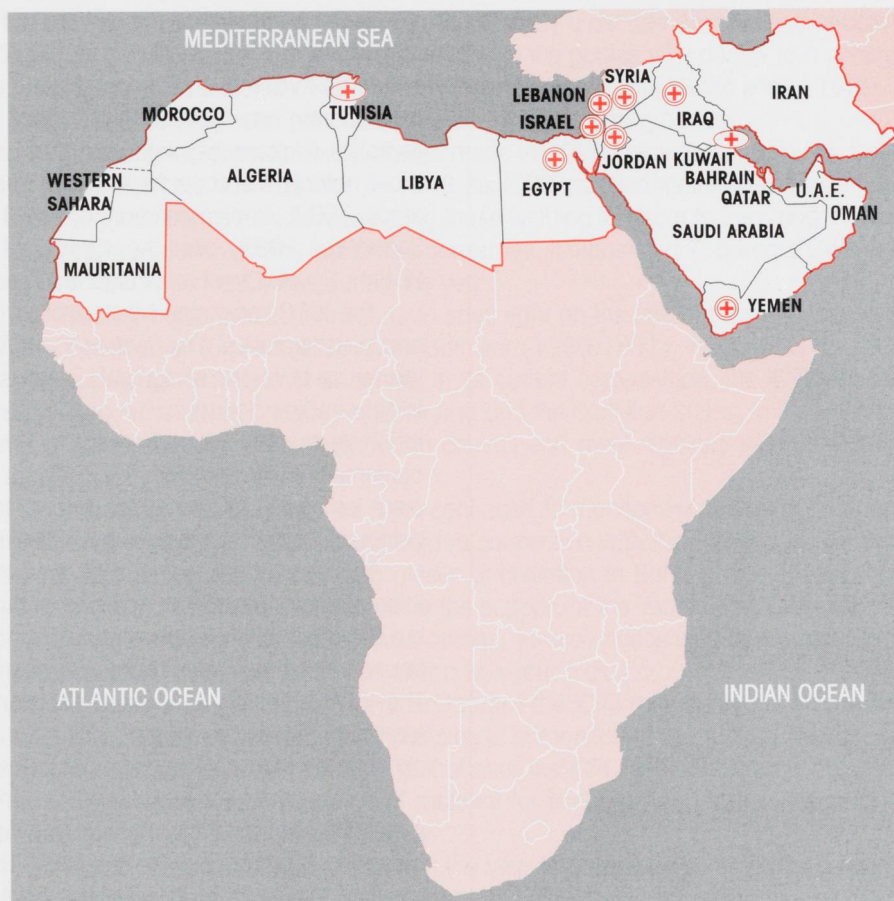 MEDITERRANEAN SEA
SYRIA
LEBANON
IRAN
MOROCCO
TUNISIA
ISRAEL
IRAQ
JORDAN
KUWAIT
WESTERN
SAHARA
ALGERIA
LIBYA
EGYPT
BAHRAIN
QATAR
U.A.E.
OMAN
SAUDI ARABIA
MAURITANIA
YEMEN
ATLANTIC OCEAN
INDIAN OCEAN